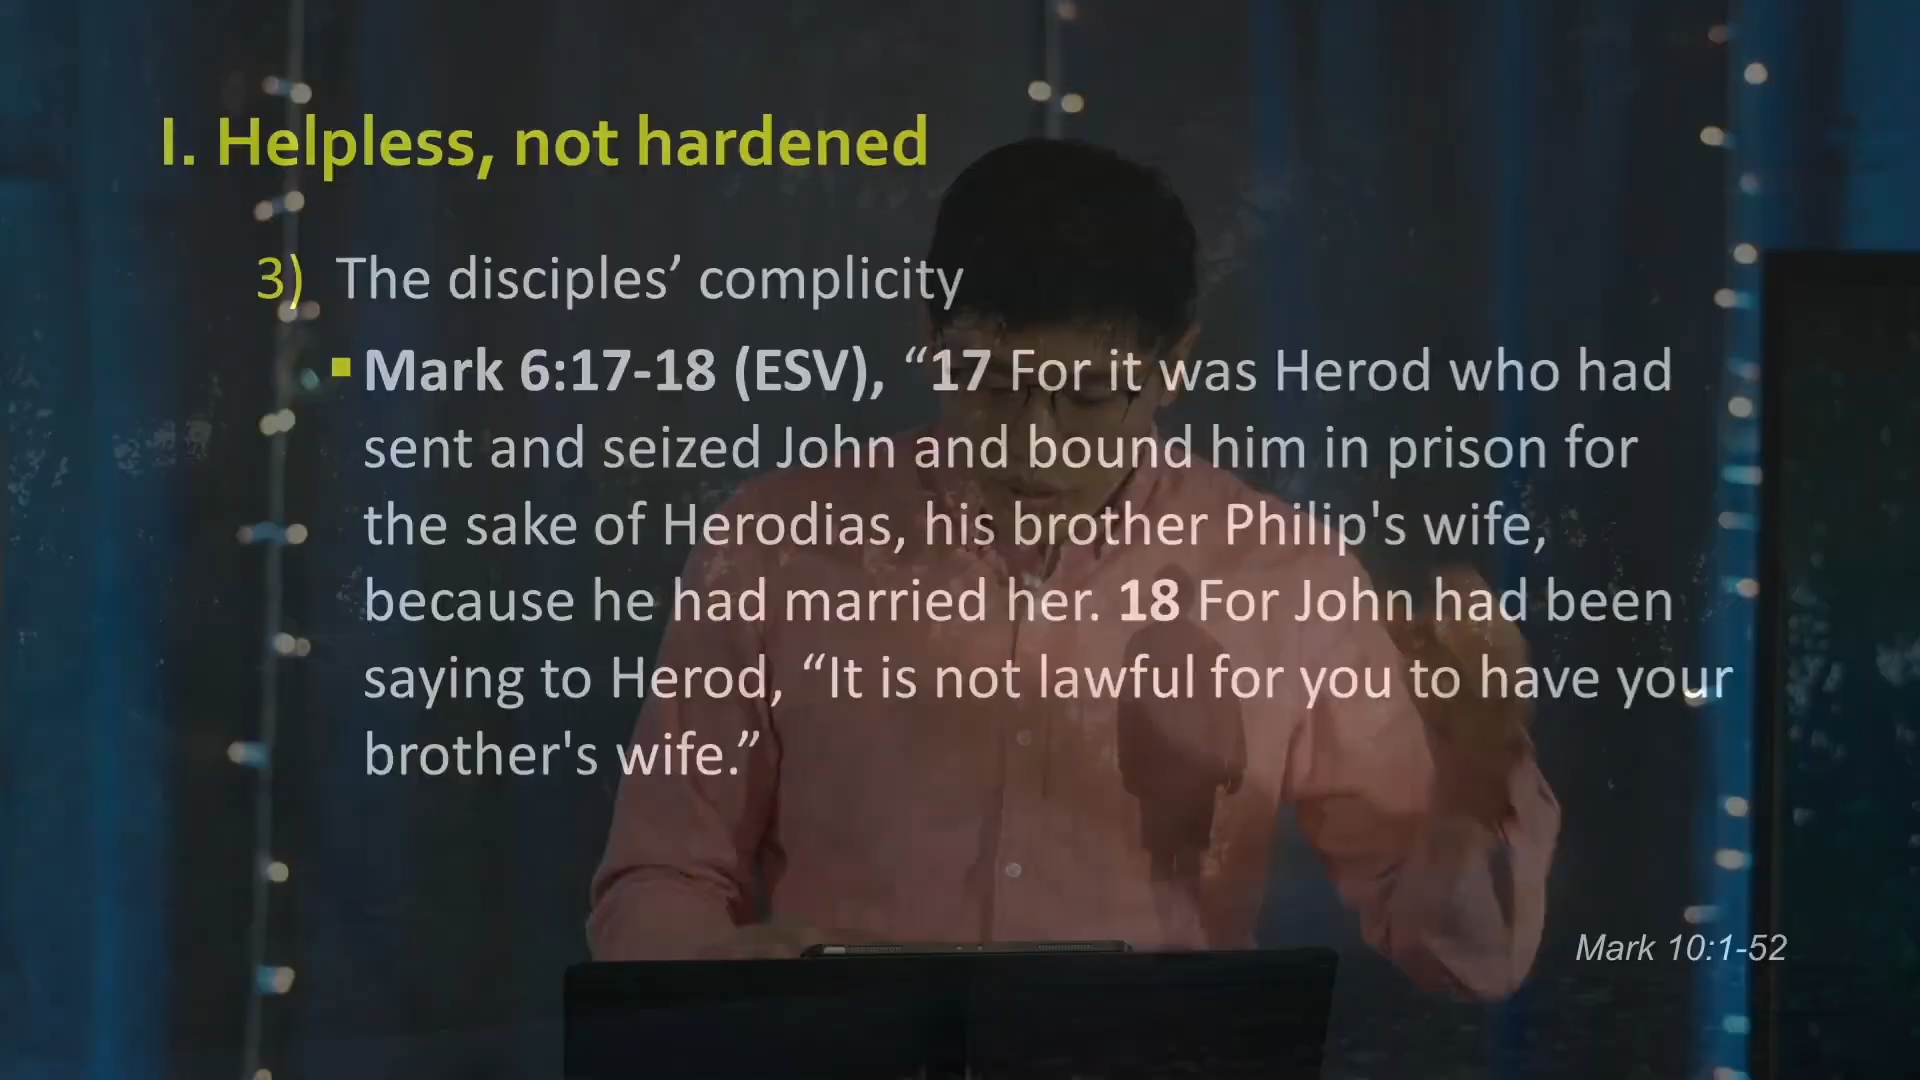 I. Helpless, not hardened
3) The disciples’ complicity
▪ Mark 6:17-18 (ESV), “17 For it was Herod who had
sent and seized John and bound him in prison for
the sake of Herodias, his brother Philip's wife,
because he had married her. 18 For John had been
saying to Herod, “It is not lawful for you to have your
brother's wife.”
Mark 10:1-52